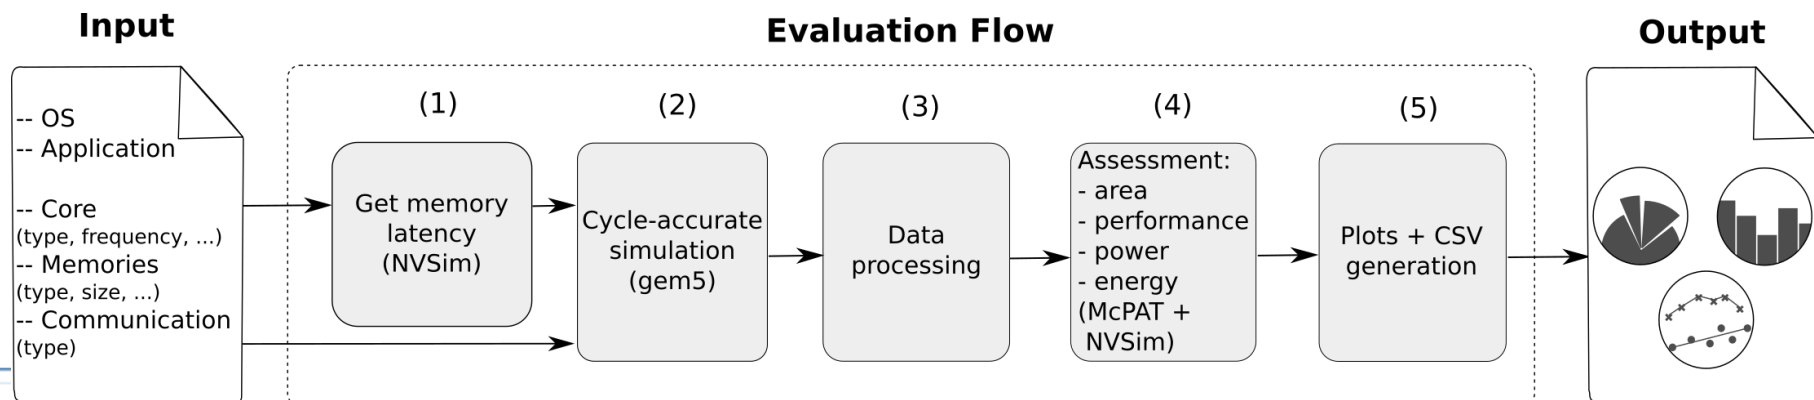 Input
Evaluation Flow
Output
-- OS
-- Application
-- Core
(type, frequency, ...)
-- Memories
(type, size, ...)
-- Communication
(type)
(1)
Get memory
latency
(NVSim)
(2)
Cycle-accurate
simulation
(gem5)
(3)
Data
processing
(4)
Assessment:
- area
- performance
- power
- energy
(McPAT +
NVSim)
(5)
Plots + CSV
generation